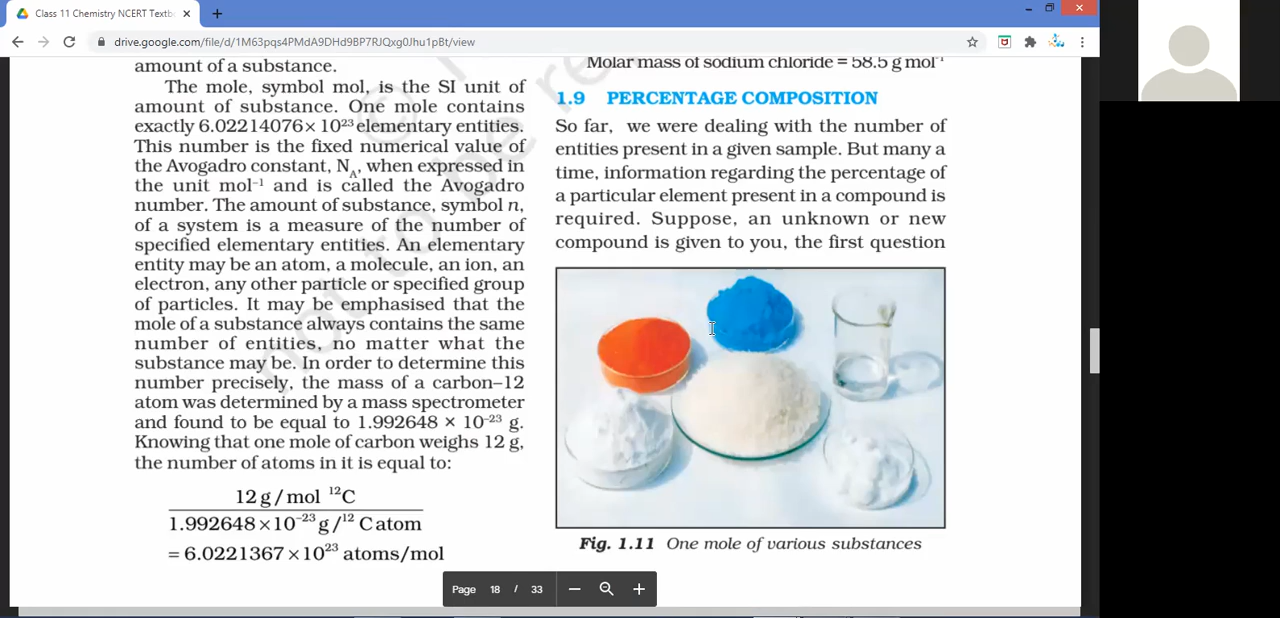 Class 11 Chemistry NCERT Textb
drive.google.com/file/d/1M63pqs4PMdA9DHd9BP7RJQxg0Jhu1pBt/view
amount of a substance.
The mole, symbol mol, is the SI unit of
amount of substance. One mole contains
exactly 6.02214076× 10²³ elementary entities.
This number is the fixed numerical value of
the Avogadro constant, N_A, when expressed in
the unit mol⁻¹ and is called the Avogadro
number. The amount of substance, symbol n,
of a system is a measure of the number of
specified elementary entities. An elementary
entity may be an atom, a molecule, an ion, an
electron, any other particle or specified group
of particles. It may be emphasised that the
mole of a substance always contains the same
number of entities, no matter what the
substance may be. In order to determine this
number precisely, the mass of a carbon–12
atom was determined by a mass spectrometer
and found to be equal to 1.992648 × 10⁻²³ g.
Knowing that one mole of carbon weighs 12 g,
the number of atoms in it is equal to:
12 g / mol ¹²C
1.992648 ×10⁻²³ g /¹² C atom
= 6.0221367 ×10²³ atoms/mol
Molar mass of sodium chloride = 58.5 g mol⁻¹
1.9 PERCENTAGE COMPOSITION
So far, we were dealing with the number of
entities present in a given sample. But many a
time, information regarding the percentage of
a particular element present in a compound is
required. Suppose, an unknown or new
compound is given to you, the first question
Fig. 1.11 One mole of various substances
Page 18 / 33
not to be re